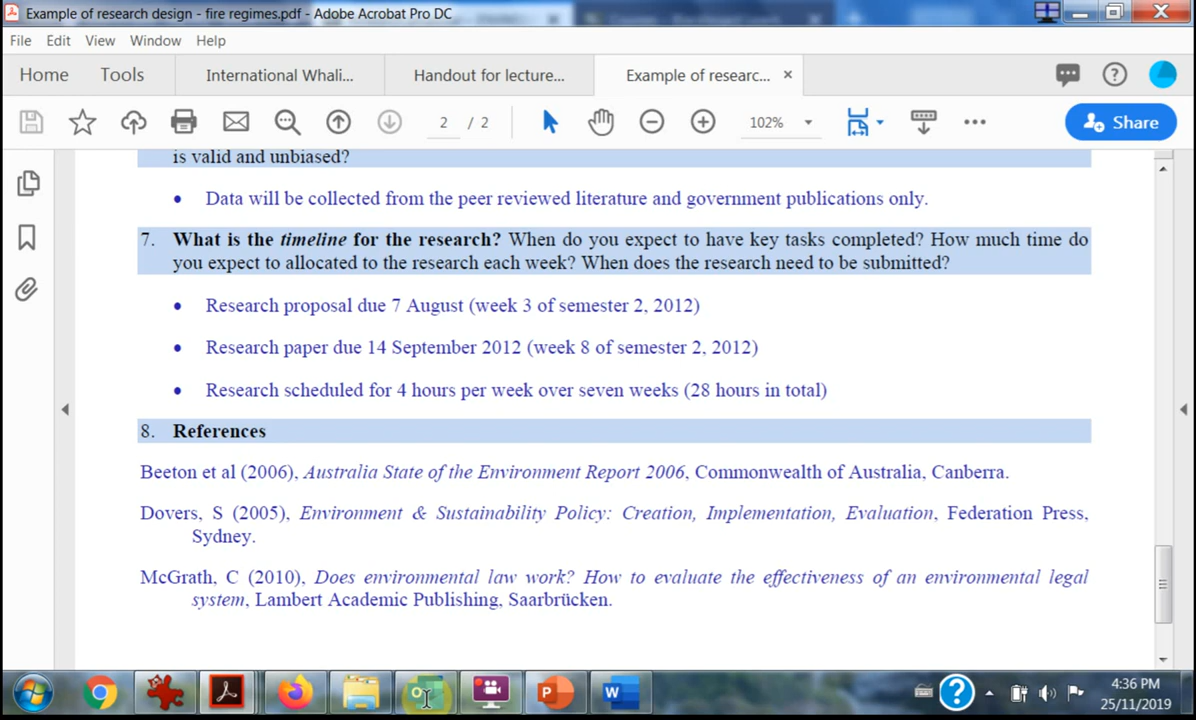 Example of research design - fire regimes.pdf - Adobe Acrobat Pro DC
File Edit View Window Help
Home Tools International Whali... Handout for lecture... Example of researc... ×
2 / 2 102% Share
is valid and unbiased?
• Data will be collected from the peer reviewed literature and government publications only.
7. What is the timeline for the research? When do you expect to have key tasks completed? How much time do
you expect to allocated to the research each week? When does the research need to be submitted?
• Research proposal due 7 August (week 3 of semester 2, 2012)
• Research paper due 14 September 2012 (week 8 of semester 2, 2012)
• Research scheduled for 4 hours per week over seven weeks (28 hours in total)
8. References
Beeton et al (2006), Australia State of the Environment Report 2006, Commonwealth of Australia, Canberra.
Dovers, S (2005), Environment & Sustainability Policy: Creation, Implementation, Evaluation, Federation Press,
Sydney.
McGrath, C (2010), Does environmental law work? How to evaluate the effectiveness of an environmental legal
system, Lambert Academic Publishing, Saarbrücken.
4:36 PM
25/11/2019